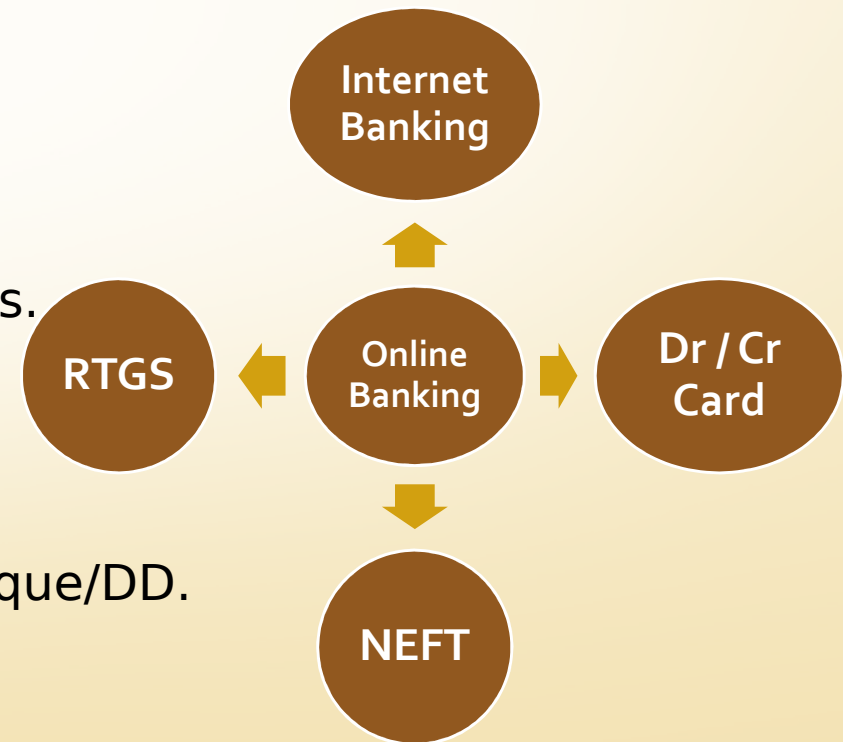 Internet
Banking
s.
RTGS
Online
Banking
Dr / Cr
Card
que/DD.
NEFT